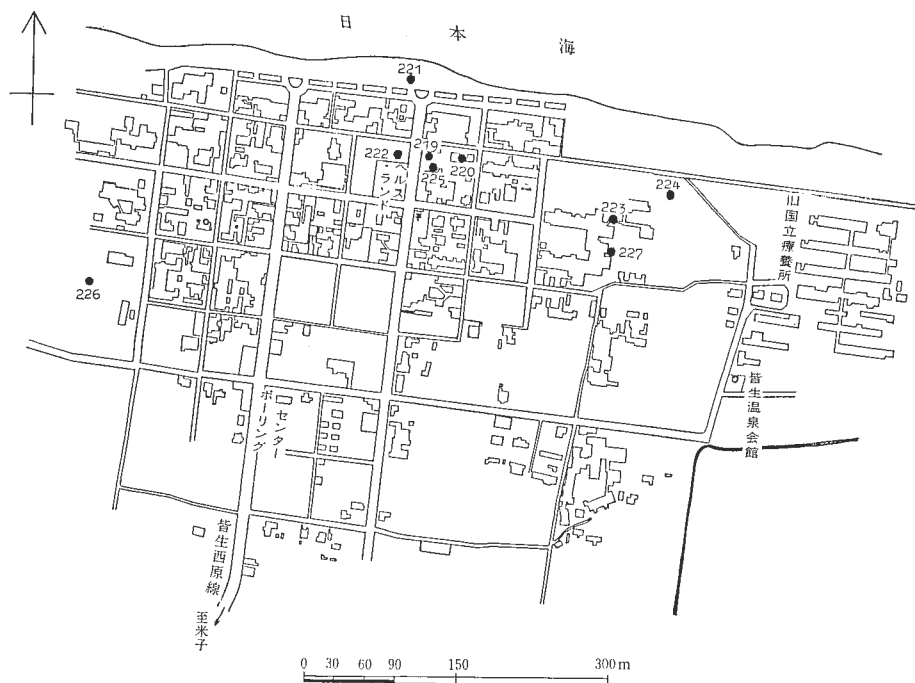 日本海
221
222
219
225
220
224
223
227
226
ヘルス・ランド
旧国立療養所
皆生温泉会館
ボーリング
センター
皆生西原線
至米子
0 30 60 90 150 300m